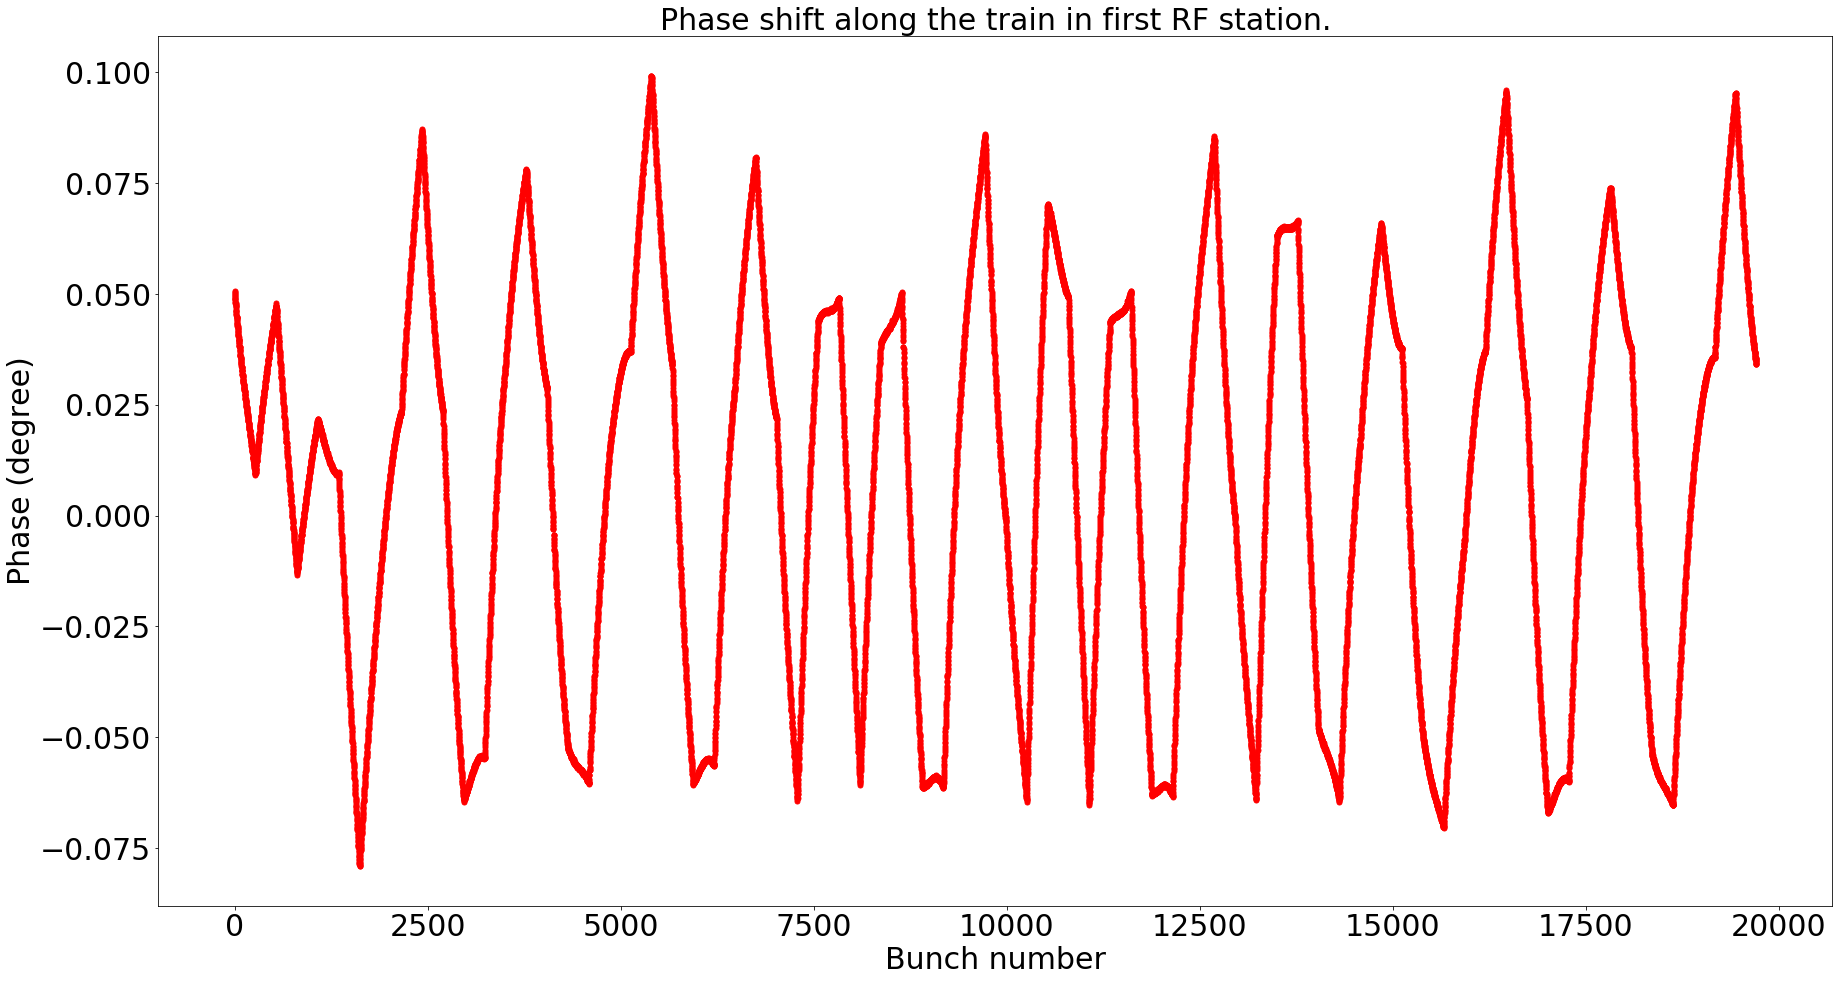 Phase shift along the train in first RF station.
0.100
0.075
0.050
0.025
0.000
−0.025
−0.050
−0.075
Phase (degree)
0 2500 5000 7500 10000 12500 15000 17500 20000
Bunch number